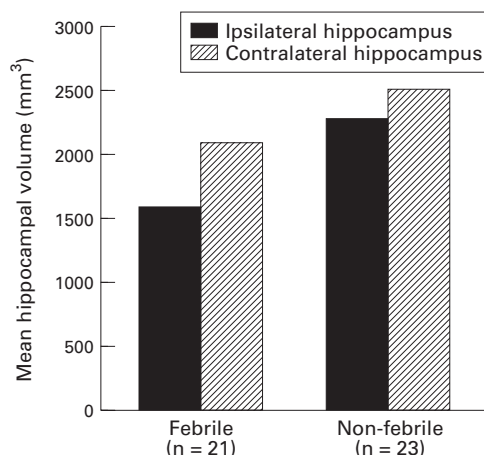 Ipsilateral hippocampus
Contralateral hippocampus
Mean hippocampal volume (mm³)
3000
2500
2000
1500
1000
500
0
Febrile
(n = 21)
Non-febrile
(n = 23)